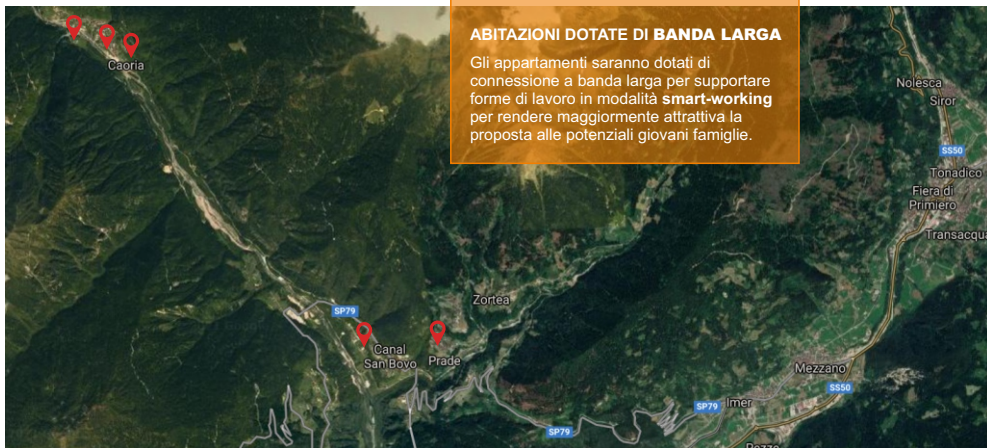 ABITAZIONI DOTATE DI BANDA LARGA
Gli appartamenti saranno dotati di
connessione a banda larga per supportare
forme di lavoro in modalità smart-working
per rendere maggiormente attrattiva la
proposta alle potenziali giovani famiglie.
Caoria
Nolesca
Siror
SS50
Tonadico
Fiera di
Primiero
Transacqua
Zortea
SP79
Canal
San Bovo
Prade
Mezzano
SS50
Imer
SP79
SP79